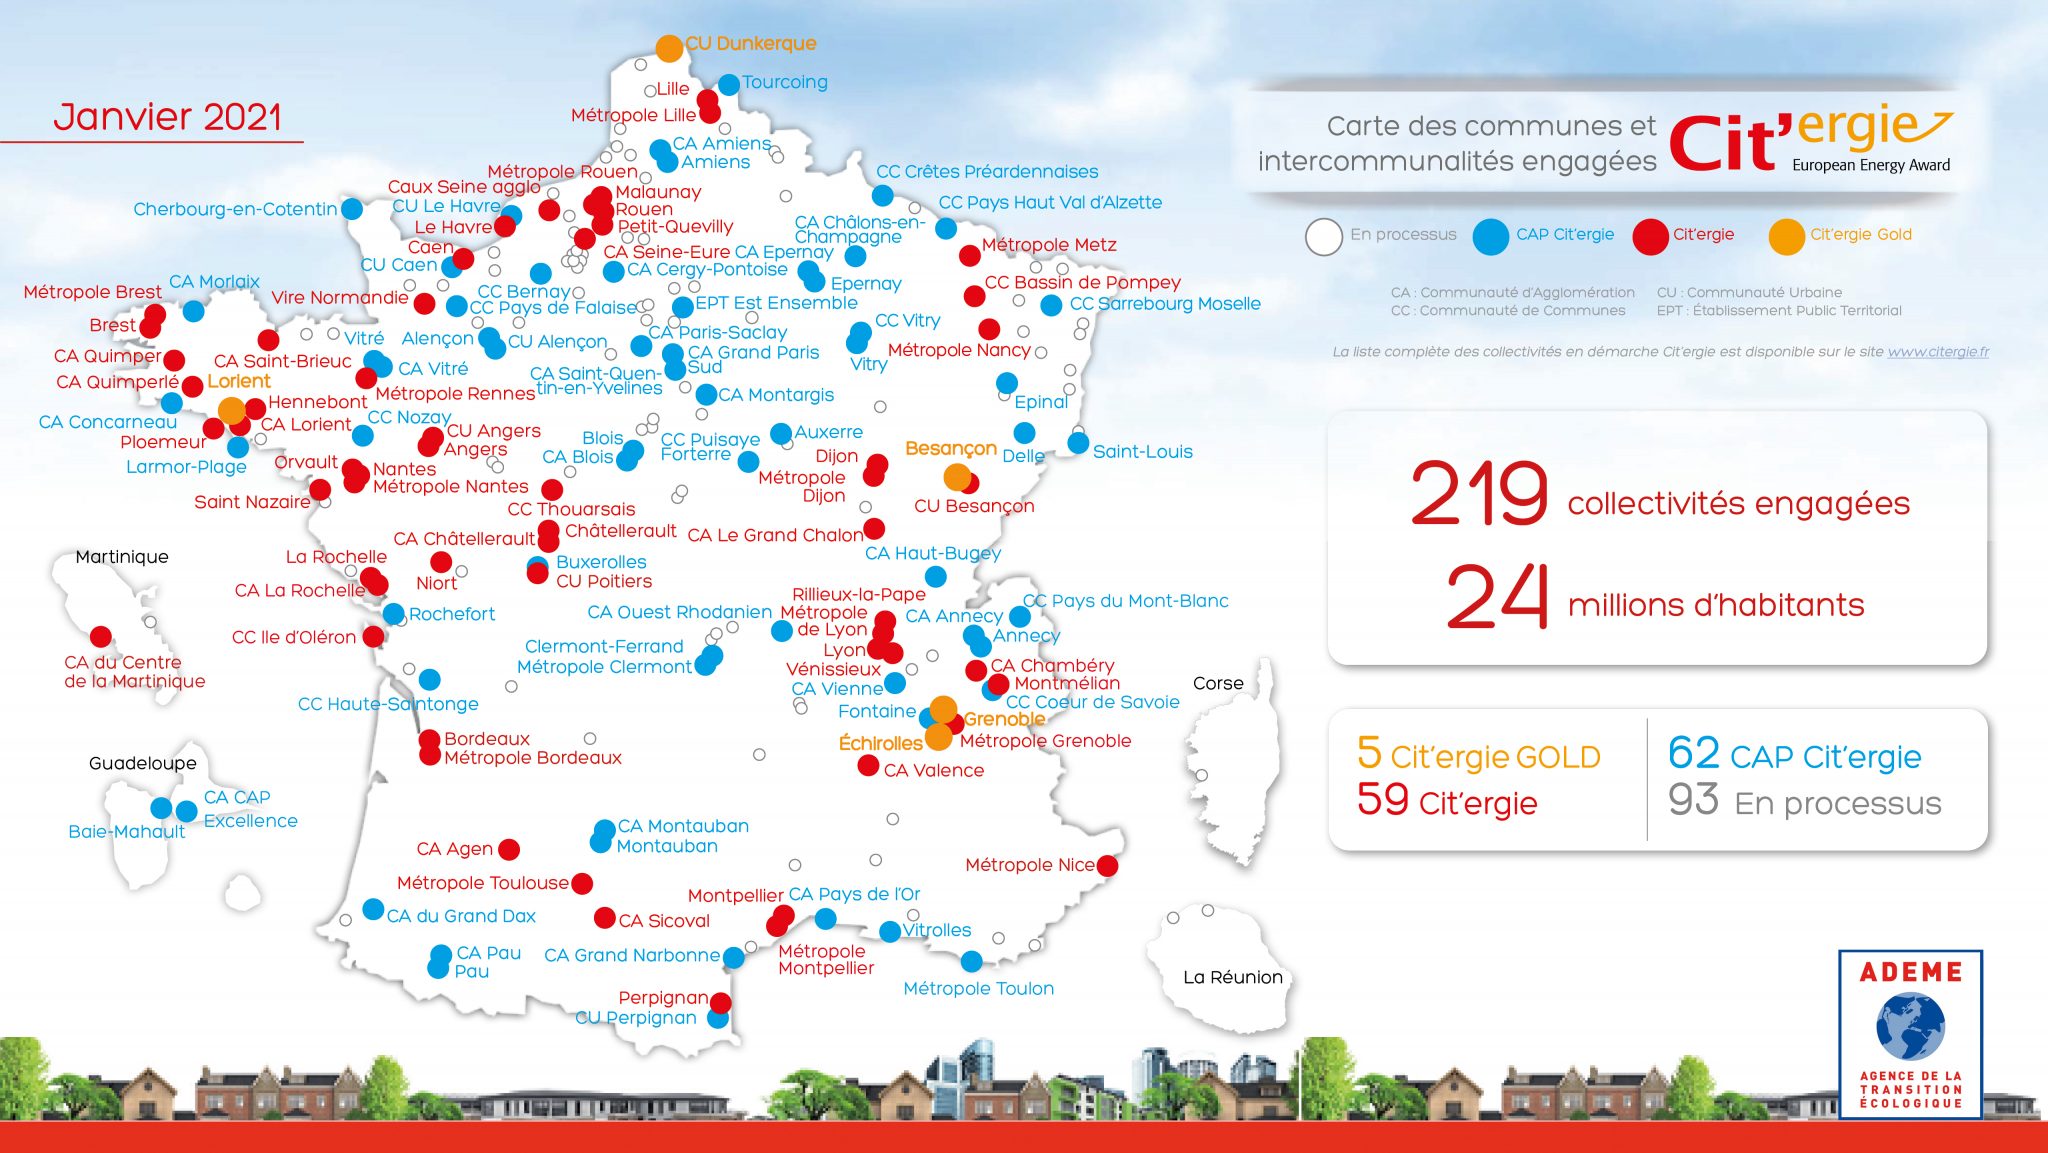 Janvier 2021
Carte des communes et
intercommunalités engagées
Cit'ergie
European Energy Award
En processus
CAP Cit'ergie
Cit'ergie
Cit'ergie Gold
CA : Communauté d'Agglomération
CU : Communauté Urbaine
CC : Communauté de Communes
EPT : Établissement Public Territorial
La liste complète des collectivités en démarche Cit'ergie est disponible sur le site www.citergie.fr
219 collectivités engagées
24 millions d'habitants
5 Cit'ergie GOLD
59 Cit'ergie
62 CAP Cit'ergie
93 En processus
CU Dunkerque
Tourcoing
Lille
Métropole Lille
CA Amiens
Amiens
Métropole Rouen
Caux Seine agglo
Malaunay
CU Le Havre
Rouen
Le Havre
Petit-Quevilly
Cherbourg-en-Cotentin
Caen
CU Caen
CA Seine-Eure
CA Epernay
CA Cergy-Pontoise
Epernay
CC Crêtes Préardennaises
CC Pays Haut Val d'Alzette
CA Châlons-en-
Champagne
Métropole Metz
CC Bassin de Pompey
CC Sarrebourg Moselle
CA Morlaix
Métropole Brest
Brest
Vire Normandie
CC Bernay
CC Pays de Falaise
EPT Est Ensemble
CC Vitry
Vitry
Métropole Nancy
CA Quimper
CA Saint-Brieuc
Vitré
CA Vitré
Alençon
CU Alençon
CA Paris-Saclay
CA Grand Paris
Sud
CA Saint-Quen-
tin-en-Yvelines
CA Quimperlé
Lorient
Hennebont
Métropole Rennes
CA Montargis
Epinal
CA Concarneau
Ploemeur
CA Lorient
Larmor-Plage
CC Nozay
CU Angers
Angers
Blois
CA Blois
CC Puisaye
Forterre
Auxerre
Dijon
Métropole
Dijon
Besançon
CU Besançon
Delle
Saint-Louis
Orvault
Nantes
Métropole Nantes
Saint Nazaire
CC Thouarsais
Châtellerault
CA Châtellerault
CA Le Grand Chalon
CA Haut-Bugey
Martinique
CA du Centre
de la Martinique
La Rochelle
CA La Rochelle
Niort
Buxerolles
CU Poitiers
Rochefort
CC Ile d'Oléron
CA Ouest Rhodanien
Rillieux-la-Pape
Métropole
de Lyon
Lyon
Vénissieux
CA Annecy
Annecy
CC Pays du Mont-Blanc
Clermont-Ferrand
Métropole Clermont
CA Vienne
CA Chambéry
Montmélian
CC Coeur de Savoie
CC Haute-Saintonge
Fontaine
Grenoble
Échirolles
Métropole Grenoble
Bordeaux
Métropole Bordeaux
CA Valence
Corse
Guadeloupe
CA CAP
Excellence
Baie-Mahault
CA Montauban
Montauban
CA Agen
Métropole Toulouse
CA Sicoval
Métropole Nice
Montpellier
CA Pays de l'Or
Métropole
Montpellier
Vitrolles
Métropole Toulon
CA du Grand Dax
CA Pau
Pau
CA Grand Narbonne
Perpignan
CU Perpignan
La Réunion
ADEME
AGENCE DE LA
TRANSITION
ÉCOLOGIQUE